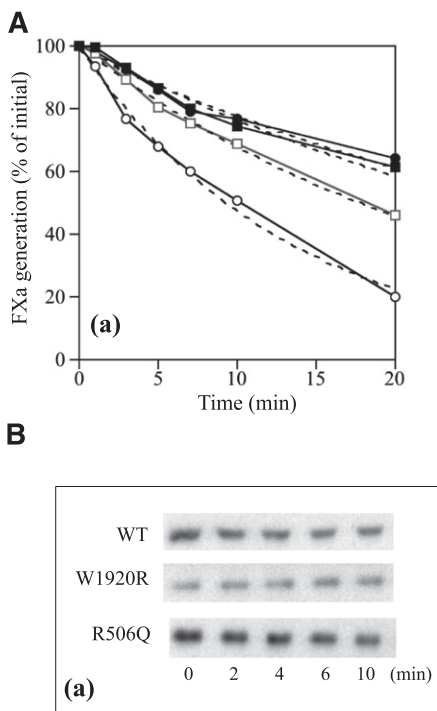 A
100
80
60
40
20
0
FXa generation (% of initial)
(a)
0 5 10 15 20
Time (min)
B
WT
W1920R
R506Q
0 2 4 6 10 (min)
(a)